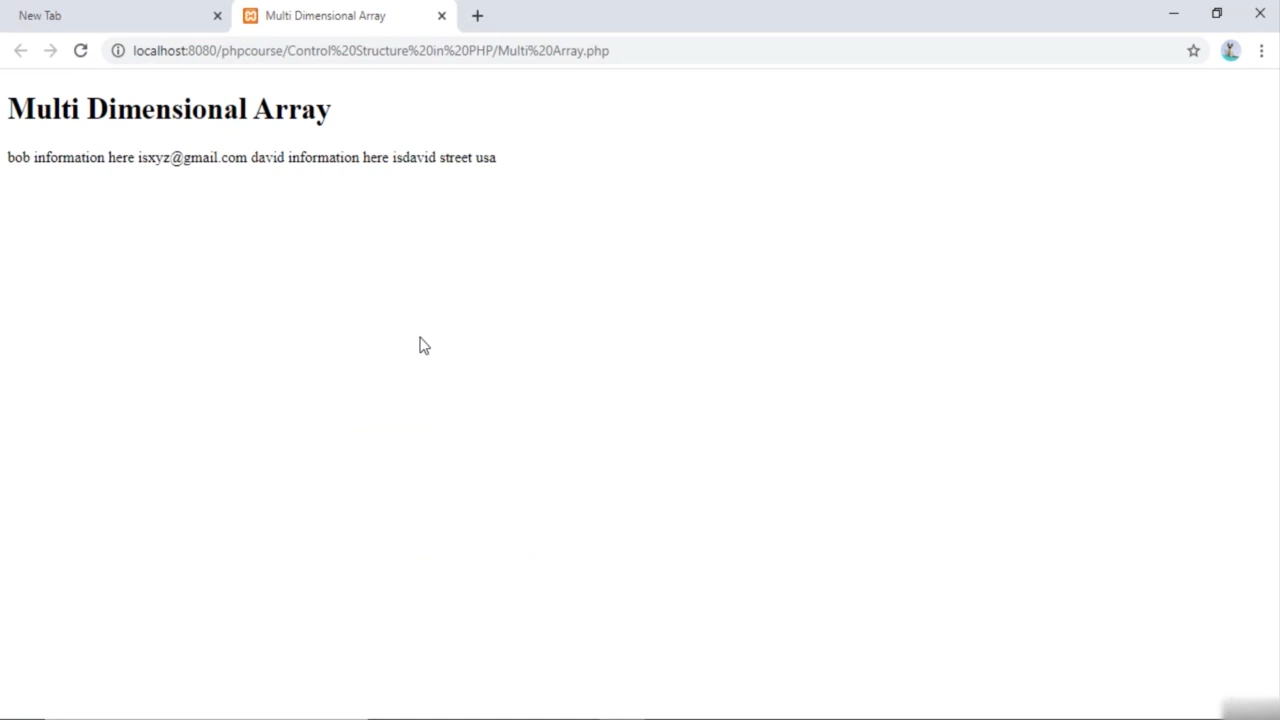 New Tab
Multi Dimensional Array
localhost:8080/phpcourse/Control%20Structure%20in%20PHP/Multi%20Array.php
Multi Dimensional Array
bob information here isxyz@gmail.com david information here isdavid street usa